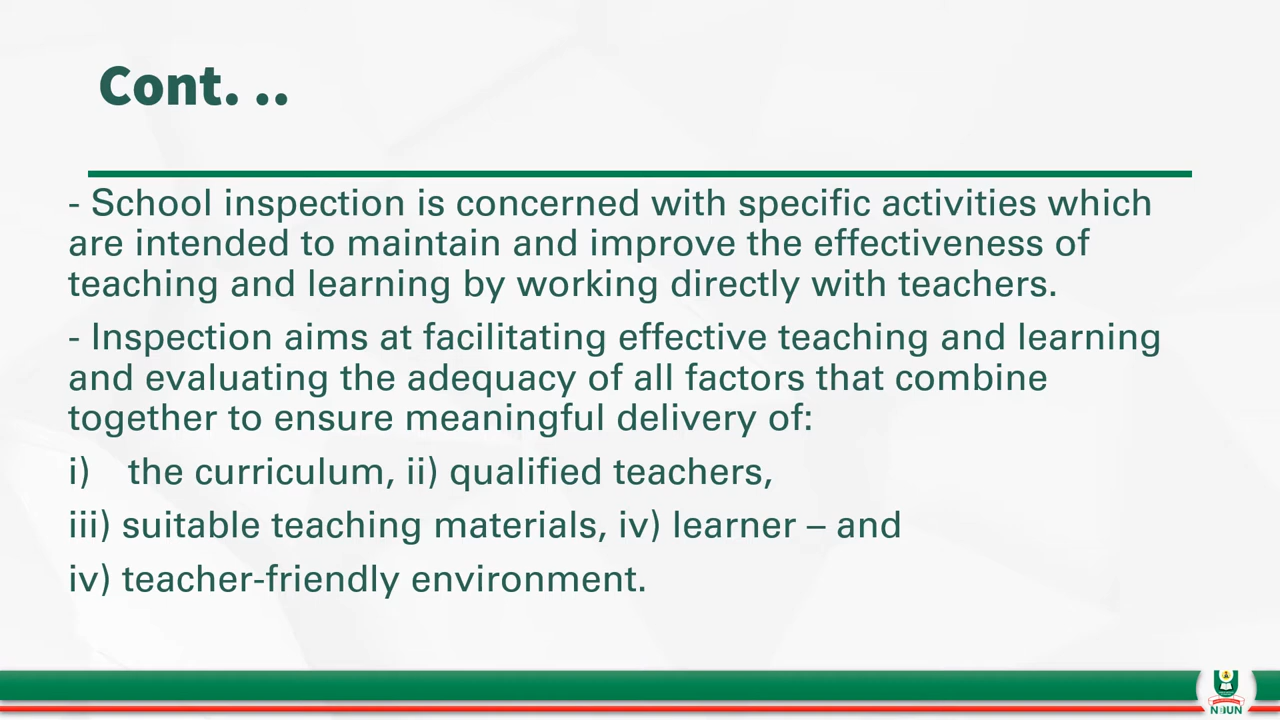 Cont. ..
- School inspection is concerned with specific activities which
are intended to maintain and improve the effectiveness of
teaching and learning by working directly with teachers.
- Inspection aims at facilitating effective teaching and learning
and evaluating the adequacy of all factors that combine
together to ensure meaningful delivery of:
i) the curriculum, ii) qualified teachers,
iii) suitable teaching materials, iv) learner – and
iv) teacher-friendly environment.
NOUN